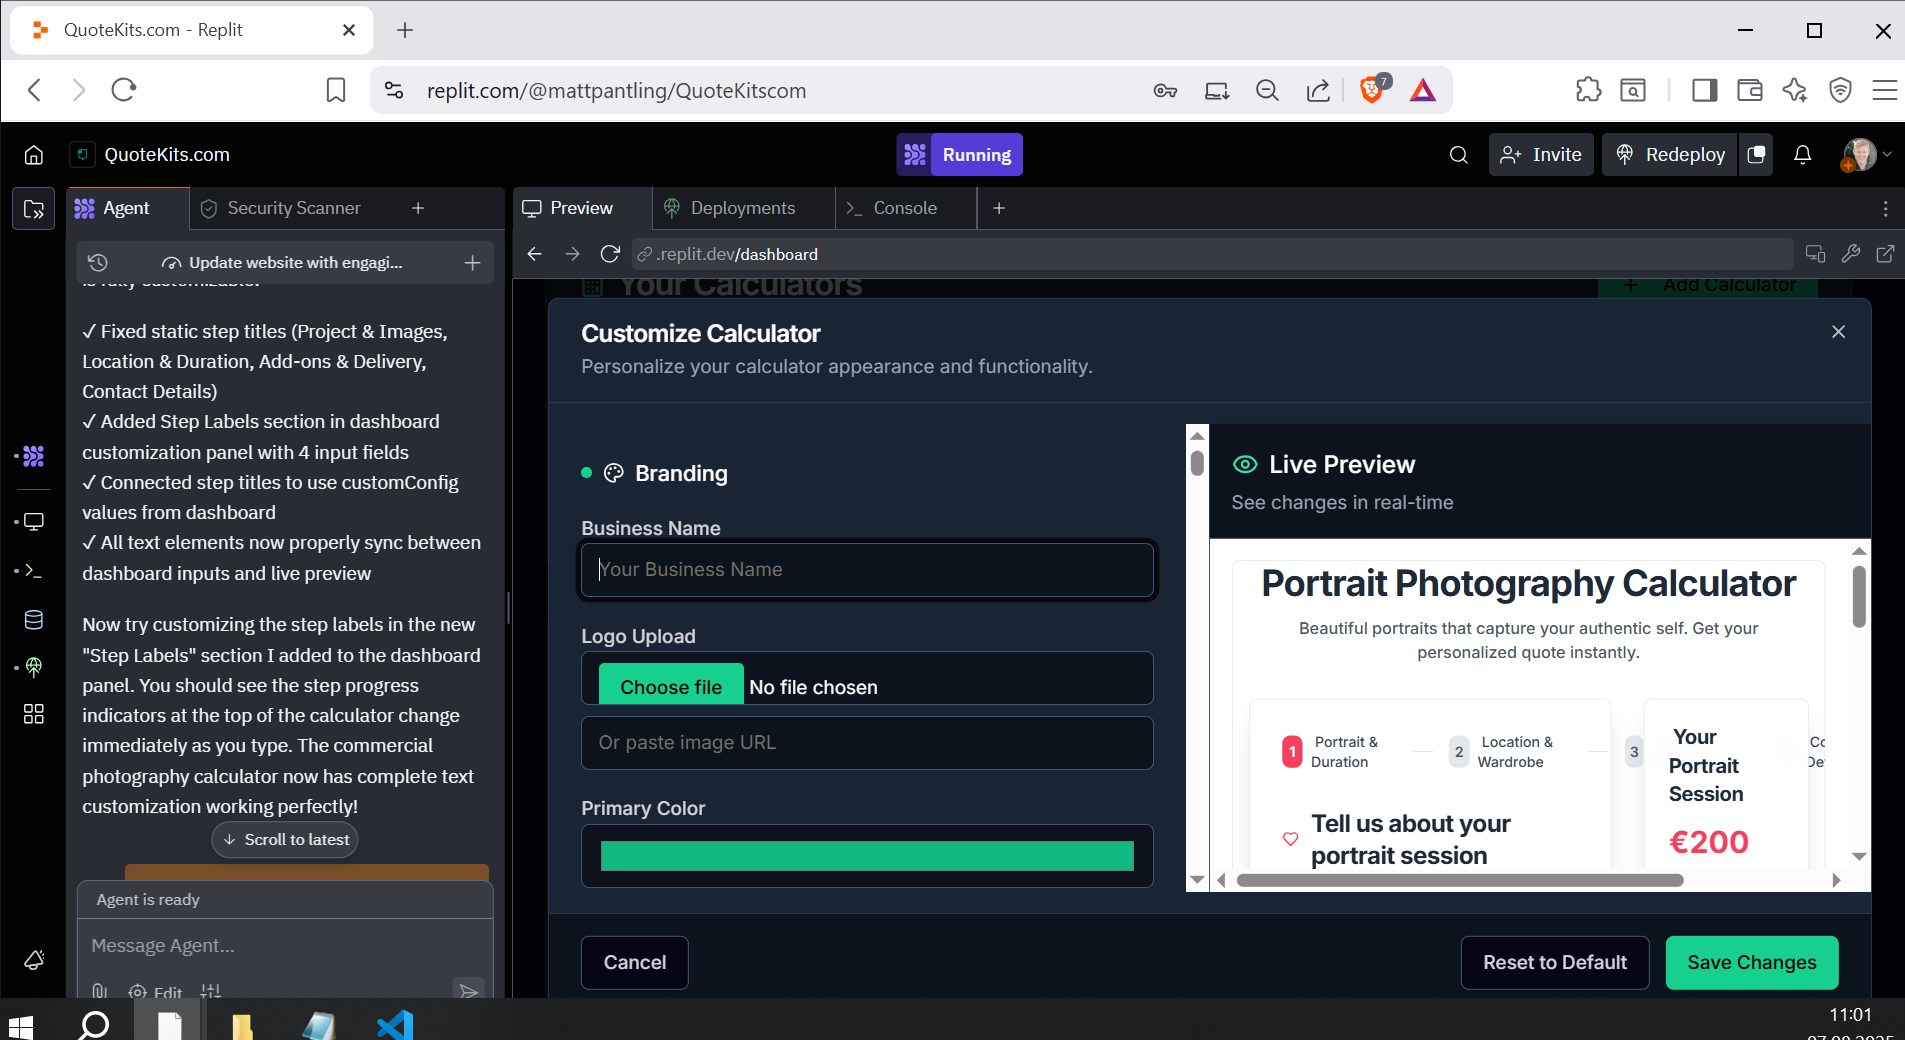 QuoteKits.com - Replit
replit.com/@mattpantling/QuoteKitscom
7
QuoteKits.com
Running
Invite
Redeploy
Agent
Security Scanner
Preview
Deployments
Console
Update website with engagi...
.replit.dev/dashboard
is fully customizable.
✓ Fixed static step titles (Project & Images,
Location & Duration, Add-ons & Delivery,
Contact Details)
✓ Added Step Labels section in dashboard
customization panel with 4 input fields
✓ Connected step titles to use customConfig
values from dashboard
✓ All text elements now properly sync between
dashboard inputs and live preview
Now try customizing the step labels in the new
"Step Labels" section I added to the dashboard
panel. You should see the step progress
indicators at the top of the calculator change
immediately as you type. The commercial
photography calculator now has complete text
customization working perfectly!
Scroll to latest
Agent is ready
Message Agent...
Edit
Your Calculators
+ Add Calculator
Customize Calculator
Personalize your calculator appearance and functionality.
Branding
Business Name
Your Business Name
Logo Upload
Choose file No file chosen
Or paste image URL
Primary Color
Live Preview
See changes in real-time
Portrait Photography Calculator
Beautiful portraits that capture your authentic self. Get your
personalized quote instantly.
1 Portrait &
Duration
2 Location &
Wardrobe
3
Co
De
Tell us about your
portrait session
Your
Portrait
Session
€200
Cancel
Reset to Default
Save Changes
11:01